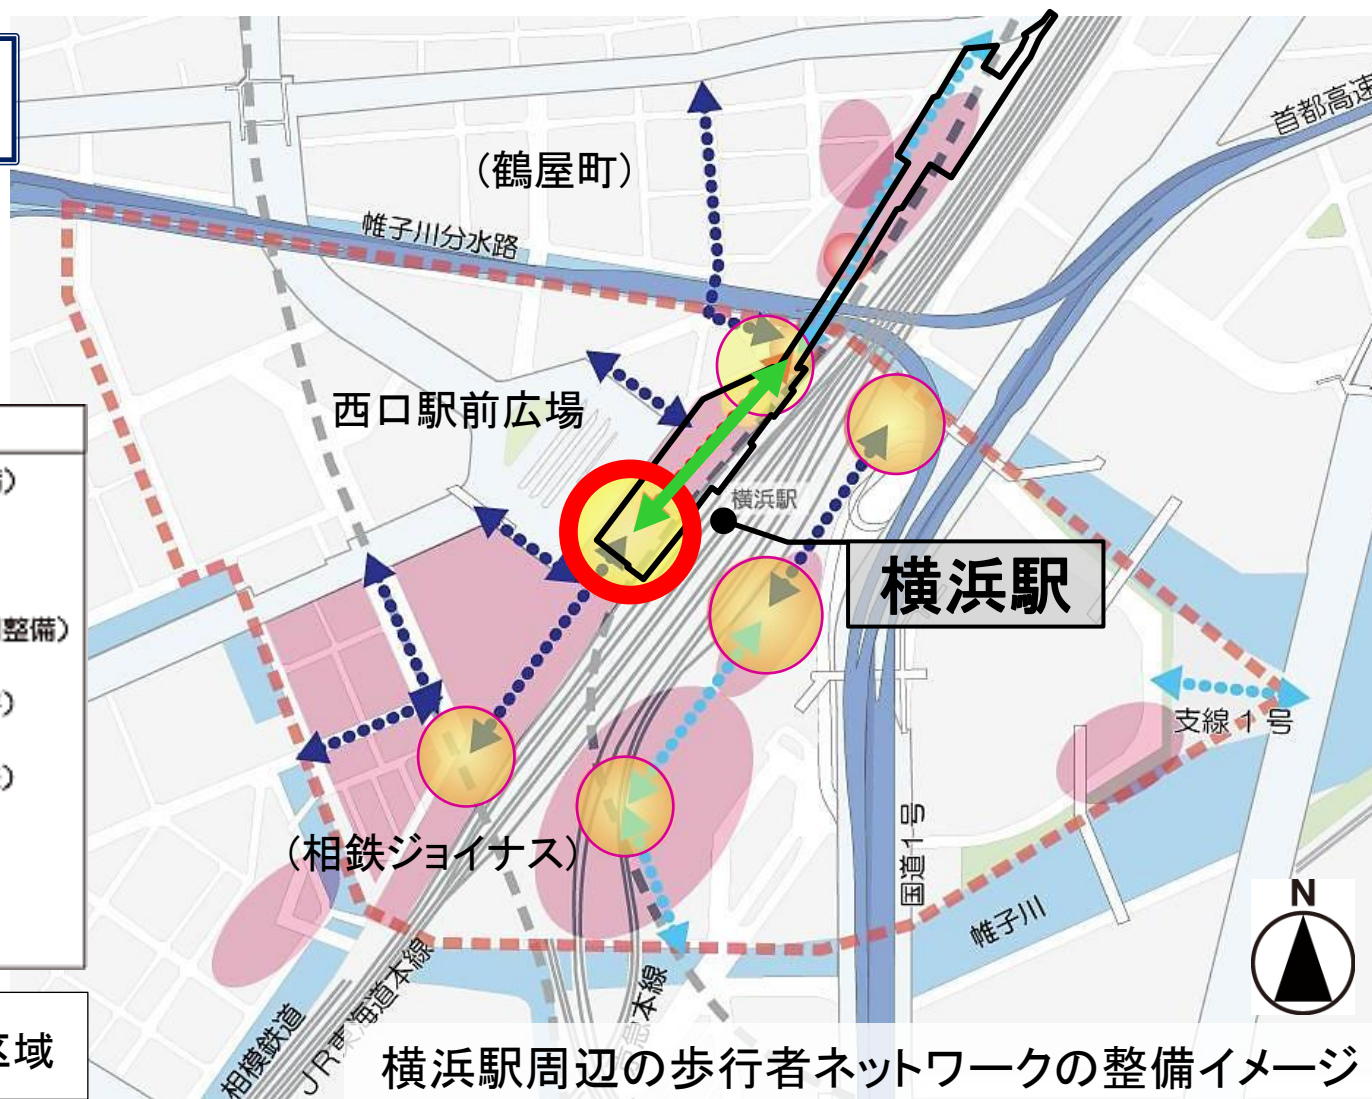 首都高速
(鶴屋町)
帷子川分水路
西口駅前広場
横浜駅
横浜駅
整備)
支線1号
(相鉄ジョイナス)
国道1号
帷子川
N
JR東海道本線
相模鉄道
急本線
区域
横浜駅周辺の歩行者ネットワークの整備イメージ